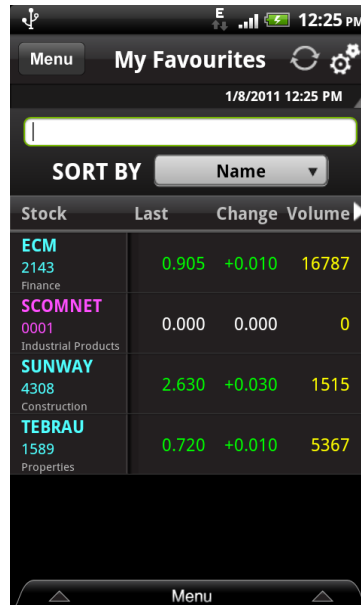 E 12:25 PM
Menu My Favourites
1/8/2011 12:25 PM
SORT BY Name
Stock Last Change Volume
ECM
2143 0.905 +0.010 16787
Finance
SCOMNET
0001 0.000 0.000 0
Industrial Products
SUNWAY
4308 2.630 +0.030 1515
Construction
TEBRAU
1589 0.720 +0.010 5367
Properties
Menu